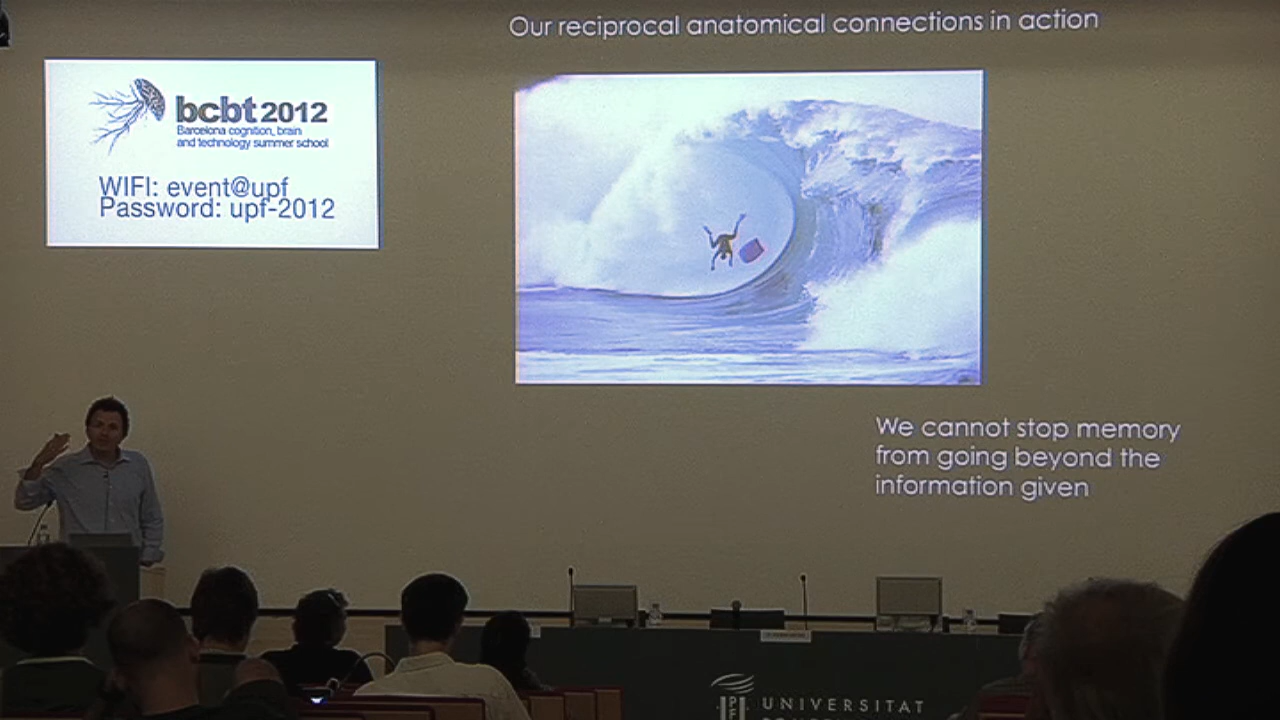 Our reciprocal anatomical connections in action
bcbt 2012
Barcelona cognition, brain
and technology summer school
WIFI: event@upf
Password: upf-2012
We cannot stop memory
from going beyond the
information given
UNIVERSITAT